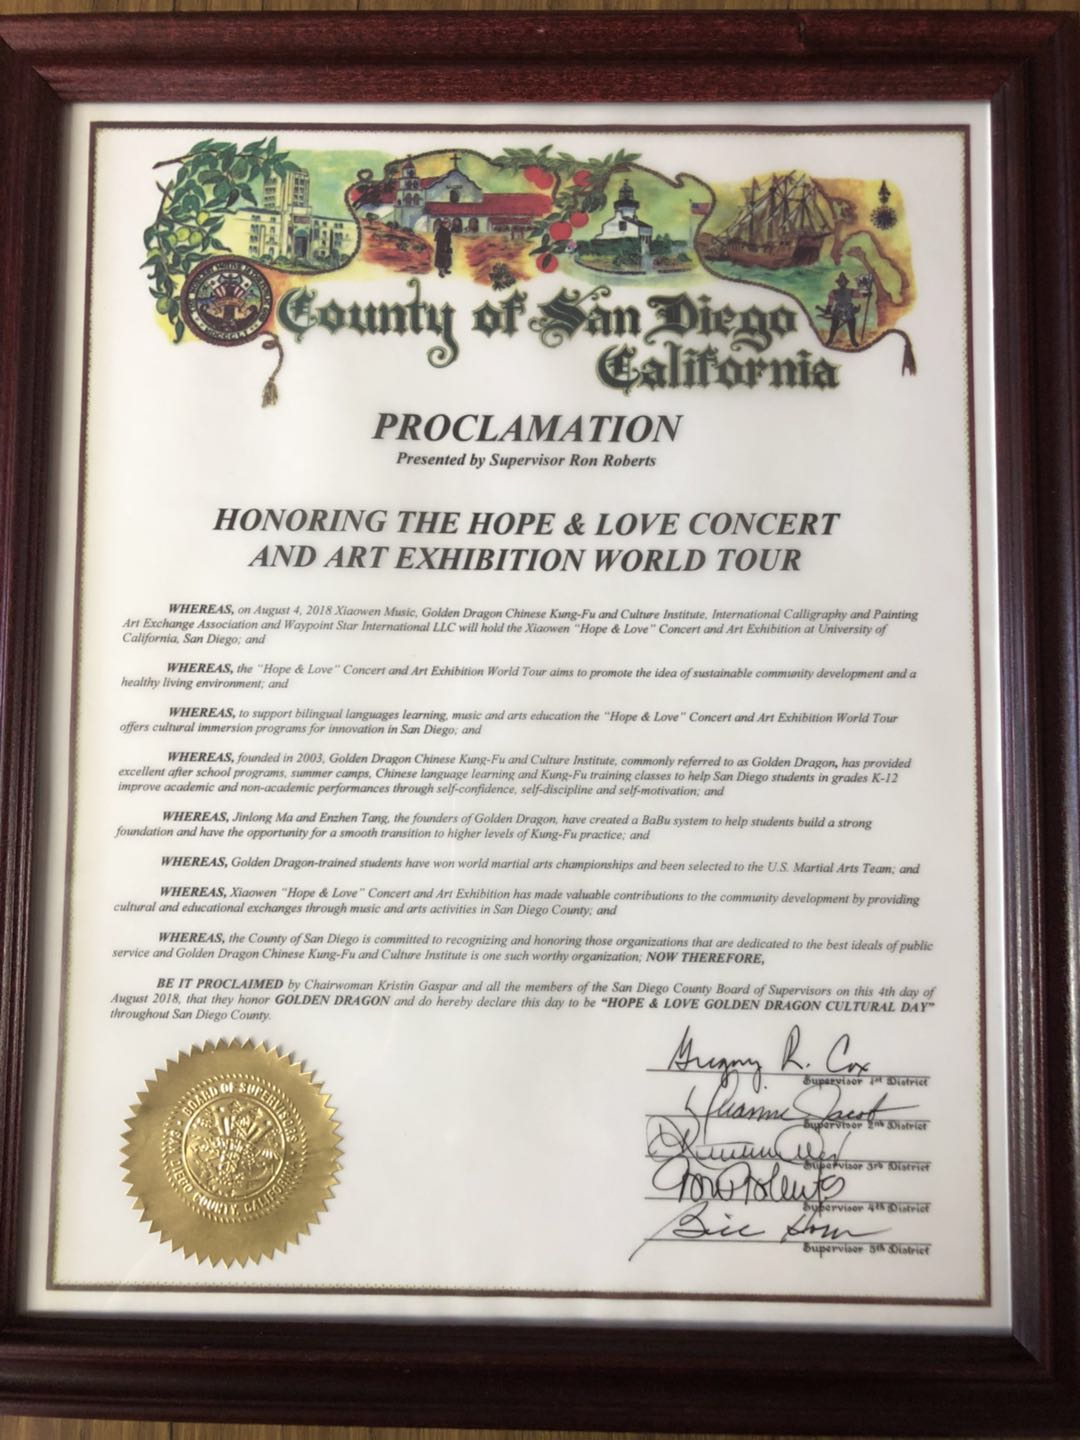 County of San Diego
California
PROCLAMATION
Presented by Supervisor Ron Roberts
HONORING THE HOPE & LOVE CONCERT
AND ART EXHIBITION WORLD TOUR
WHEREAS, on August 4, 2018 Xiaowen Music, Golden Dragon Chinese Kung-Fu and Culture Institute, International Calligraphy and Painting
Art Exchange Association and Waypoint Star International LLC will hold the Xiaowen "Hope & Love" Concert and Art Exhibition at University of
California, San Diego; and
WHEREAS, the "Hope & Love" Concert and Art Exhibition World Tour aims to promote the idea of sustainable community development and a
healthy living environment; and
WHEREAS, to support bilingual languages learning, music and arts education the "Hope & Love" Concert and Art Exhibition World Tour
offers cultural immersion programs for innovation in San Diego; and
WHEREAS, founded in 2003, Golden Dragon Chinese Kung-Fu and Culture Institute, commonly referred to as Golden Dragon, has provided
excellent after school programs, summer camps, Chinese language learning and Kung-Fu training classes to help San Diego students in grades K-12
improve academic and non-academic performances through self-confidence, self-discipline and self-motivation; and
WHEREAS, Jinlong Ma and Enzhen Tang, the founders of Golden Dragon, have created a BaBu system to help students build a strong
foundation and have the opportunity for a smooth transition to higher levels of Kung-Fu practice; and
WHEREAS, Golden Dragon-trained students have won world martial arts championships and been selected to the U.S. Martial Arts Team; and
WHEREAS, Xiaowen "Hope & Love" Concert and Art Exhibition has made valuable contributions to the community development by providing
cultural and educational exchanges through music and arts activities in San Diego County; and
WHEREAS, the County of San Diego is committed to recognizing and honoring those organizations that are dedicated to the best ideals of public
service and Golden Dragon Chinese Kung-Fu and Culture Institute is one such worthy organization; NOW THEREFORE,
BE IT PROCLAIMED by Chairwoman Kristin Gaspar and all the members of the San Diego County Board of Supervisors on this 4th day of
August 2018, that they honor GOLDEN DRAGON and do hereby declare this day to be "HOPE & LOVE GOLDEN DRAGON CULTURAL DAY"
throughout San Diego County.
Gregory R. Cox
Supervisor 1st District
Dianne Jacob
Supervisor 2nd District
Supervisor 3rd District
Ron Roberts
Supervisor 4th District
Bill Horn
Supervisor 5th District
BOARD OF SUPERVISORS
SAN DIEGO COUNTY, CALIFORNIA